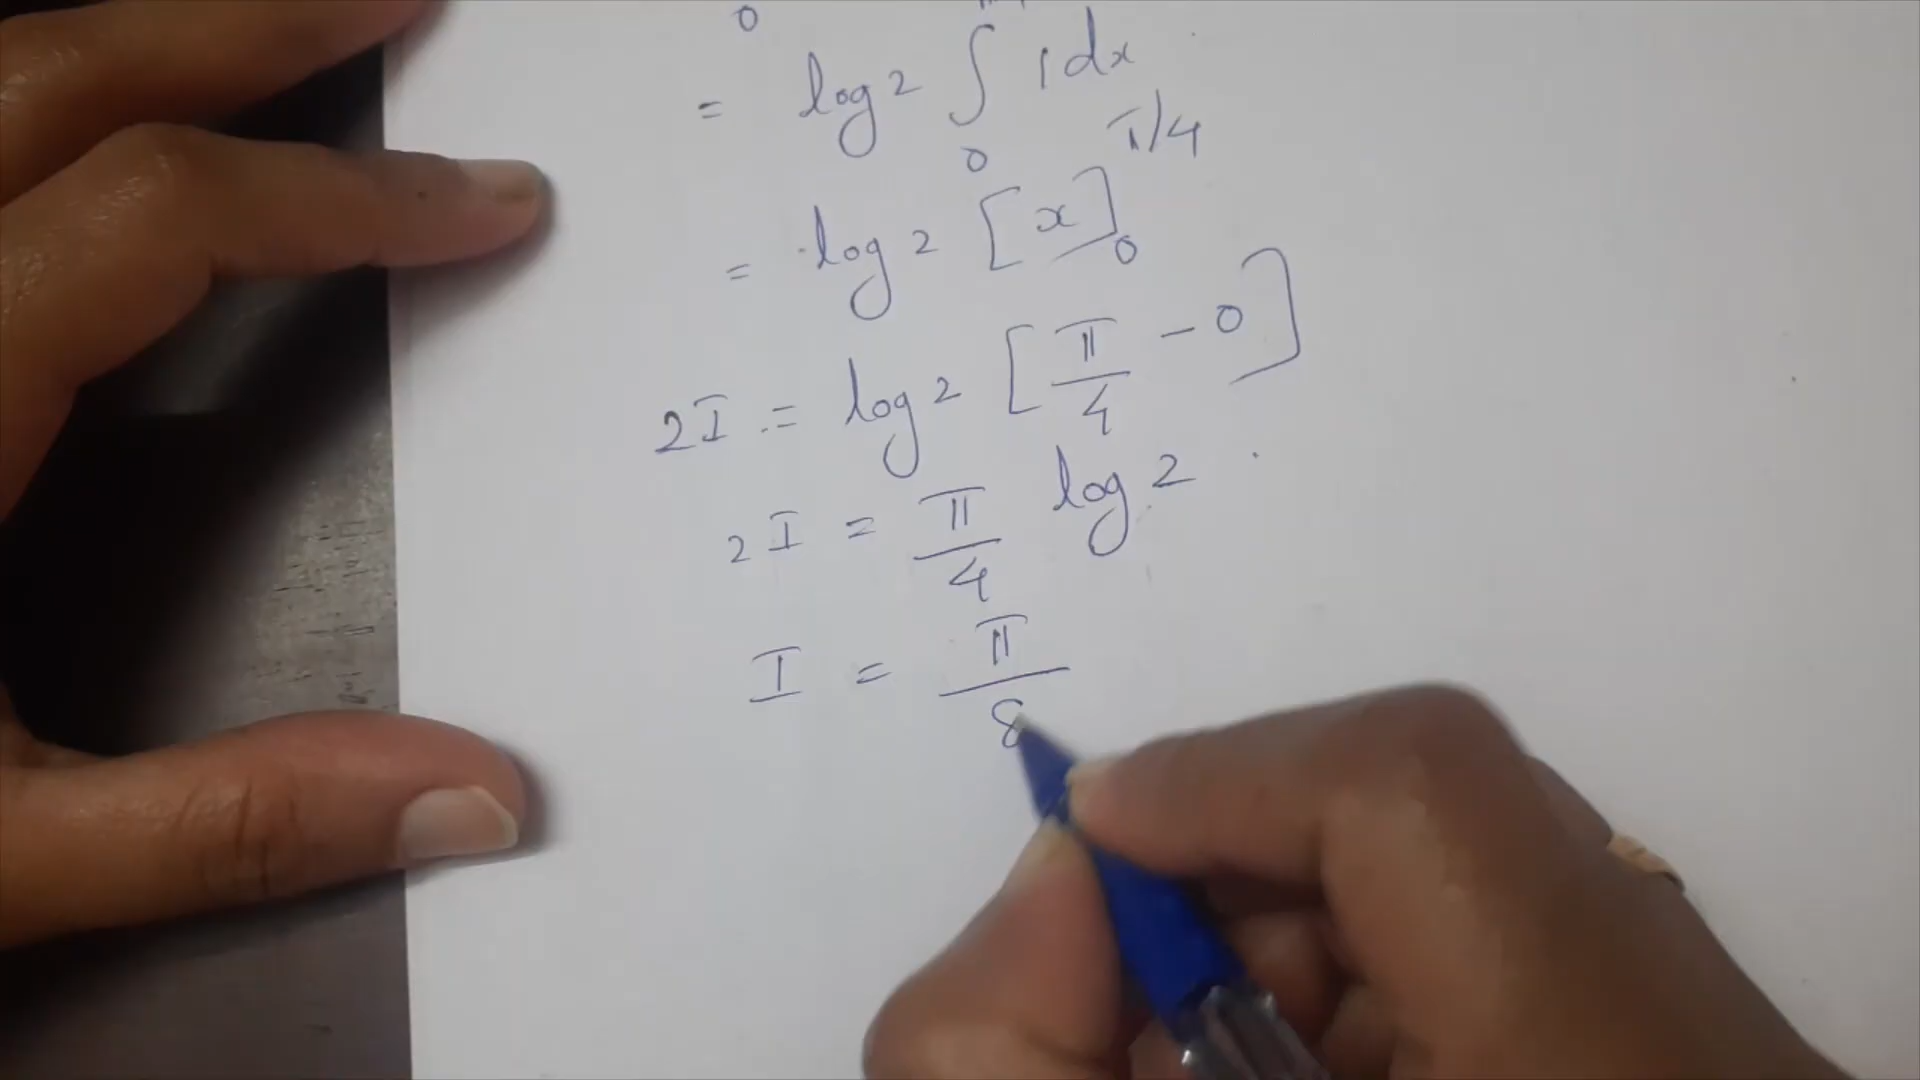 0
= log 2 ∫ 1 dx
0
= log 2 [x] π/4 0
2I = log 2 [π/4 - 0]
2I = π/4 log 2
I = π/8